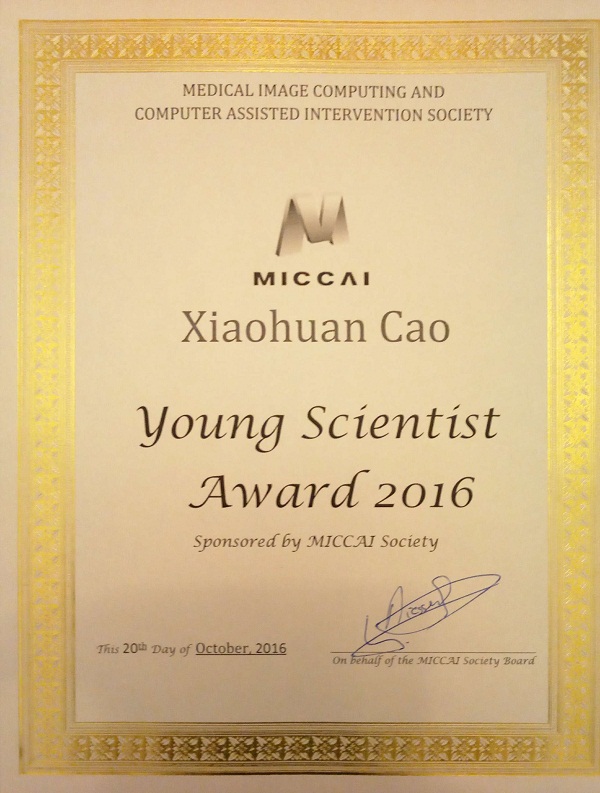 MEDICAL IMAGE COMPUTING AND
COMPUTER ASSISTED INTERVENTION SOCIETY
MICCAI
Xiaohuan Cao
Young Scientist
Award 2016
Sponsored by MICCAI Society
This 20th Day of October, 2016
On behalf of the MICCAI Society Board